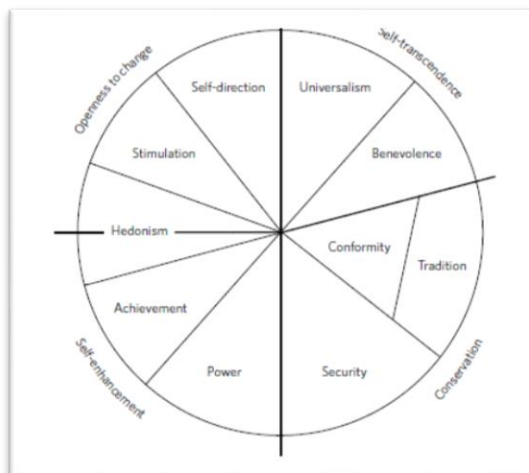 Openness to change
Self-transcendence
Self-direction
Universalism
Stimulation
Benevolence
Hedonism
Conformity
Tradition
Achievement
Power
Security
Self-enhancement
Conservation